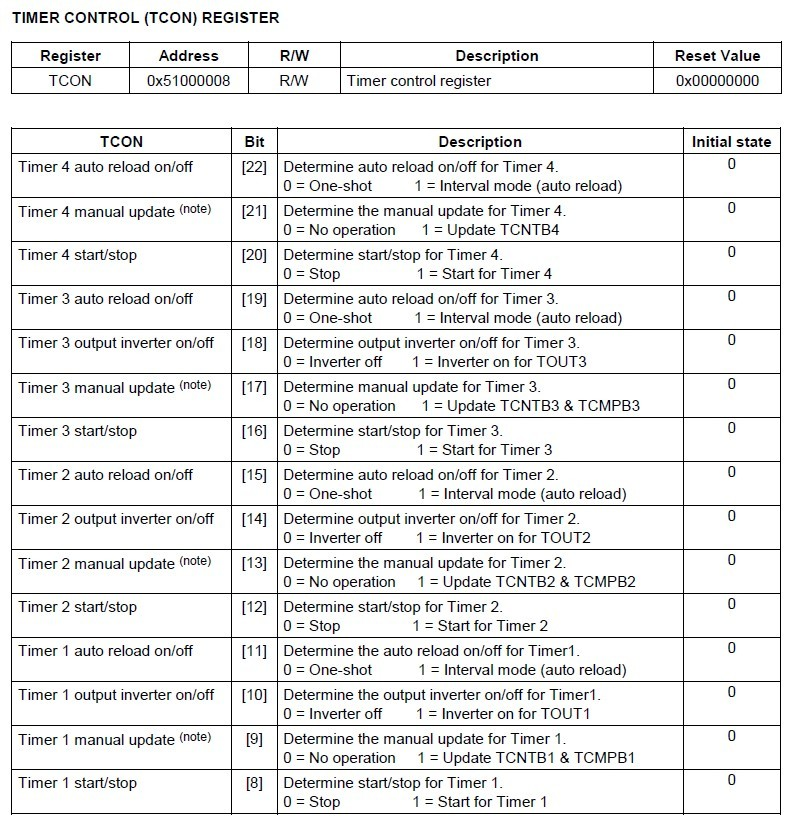 TIMER CONTROL (TCON) REGISTER
Register Address R/W Description Reset Value
TCON 0x51000008 R/W Timer control register 0x00000000
TCON Bit Description Initial state
Timer 4 auto reload on/off [22] Determine auto reload on/off for Timer 4. 0
0 = One-shot 1 = Interval mode (auto reload)
Timer 4 manual update (note) [21] Determine the manual update for Timer 4. 0
0 = No operation 1 = Update TCNTB4
Timer 4 start/stop [20] Determine start/stop for Timer 4. 0
0 = Stop 1 = Start for Timer 4
Timer 3 auto reload on/off [19] Determine auto reload on/off for Timer 3. 0
0 = One-shot 1 = Interval mode (auto reload)
Timer 3 output inverter on/off [18] Determine output inverter on/off for Timer 3. 0
0 = Inverter off 1 = Inverter on for TOUT3
Timer 3 manual update (note) [17] Determine manual update for Timer 3. 0
0 = No operation 1 = Update TCNTB3 & TCMPB3
Timer 3 start/stop [16] Determine start/stop for Timer 3. 0
0 = Stop 1 = Start for Timer 3
Timer 2 auto reload on/off [15] Determine auto reload on/off for Timer 2. 0
0 = One-shot 1 = Interval mode (auto reload)
Timer 2 output inverter on/off [14] Determine output inverter on/off for Timer 2. 0
0 = Inverter off 1 = Inverter on for TOUT2
Timer 2 manual update (note) [13] Determine the manual update for Timer 2. 0
0 = No operation 1 = Update TCNTB2 & TCMPB2
Timer 2 start/stop [12] Determine start/stop for Timer 2. 0
0 = Stop 1 = Start for Timer 2
Timer 1 auto reload on/off [11] Determine the auto reload on/off for Timer1. 0
0 = One-shot 1 = Interval mode (auto reload)
Timer 1 output inverter on/off [10] Determine the output inverter on/off for Timer1. 0
0 = Inverter off 1 = Inverter on for TOUT1
Timer 1 manual update (note) [9] Determine the manual update for Timer 1. 0
0 = No operation 1 = Update TCNTB1 & TCMPB1
Timer 1 start/stop [8] Determine start/stop for Timer 1. 0
0 = Stop 1 = Start for Timer 1